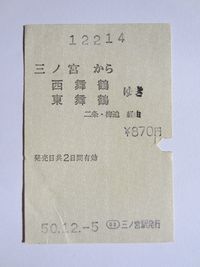 12214
三ノ宮 から
西舞鶴
東舞鶴 ゆき
二条・梅迫 経由
¥870円
発売日共2日間有効
50.12.-5 三ノ宮駅発行